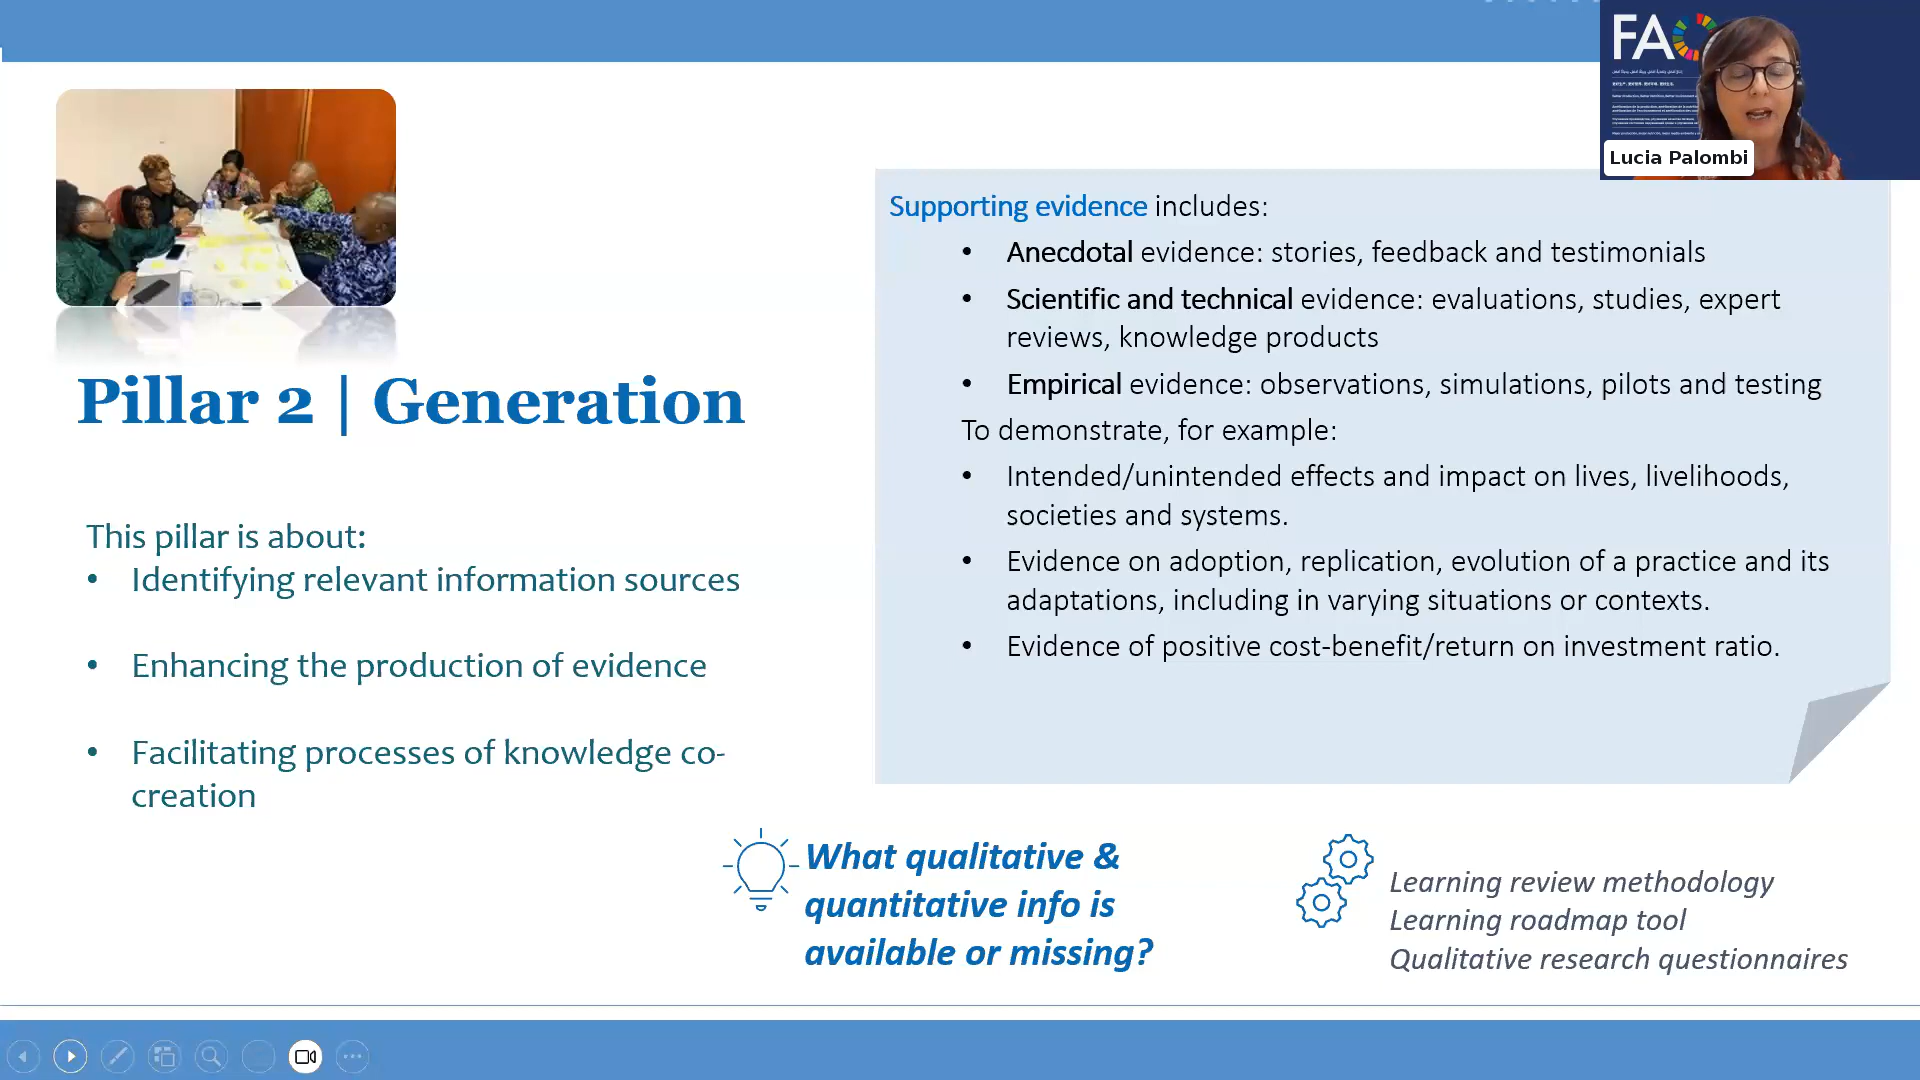 FAO
Lucia Palombi
Pillar 2 | Generation
This pillar is about:
• Identifying relevant information sources
• Enhancing the production of evidence
• Facilitating processes of knowledge co-
creation
Supporting evidence includes:
• Anecdotal evidence: stories, feedback and testimonials
• Scientific and technical evidence: evaluations, studies, expert
reviews, knowledge products
• Empirical evidence: observations, simulations, pilots and testing
To demonstrate, for example:
• Intended/unintended effects and impact on lives, livelihoods,
societies and systems.
• Evidence on adoption, replication, evolution of a practice and its
adaptations, including in varying situations or contexts.
• Evidence of positive cost-benefit/return on investment ratio.
What qualitative &
quantitative info is
available or missing?
Learning review methodology
Learning roadmap tool
Qualitative research questionnaires